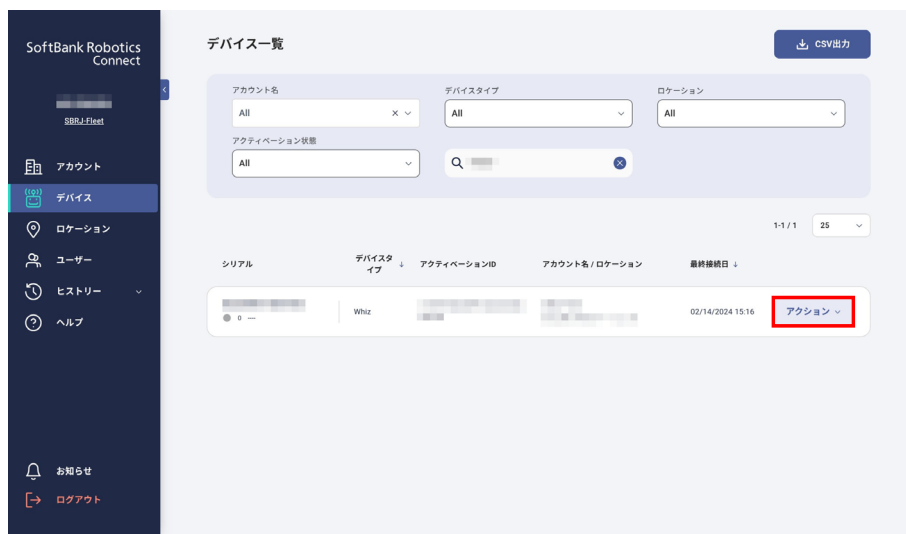 SoftBank Robotics
Connect
SBRJ-Fleet
アカウント
デバイス
ロケーション
ユーザー
ヒストリー
ヘルプ
お知らせ
ログアウト
デバイス一覧
CSV出力
アカウント名
デバイスタイプ
ロケーション
All
All
All
アクティベーション状態
All
1-1 / 1
25
シリアル
デバイスタ
イプ ↓
アクティベーションID
アカウント名 / ロケーション
最終接続日 ↓
0 ---
Whiz
02/14/2024 15:16
アクション